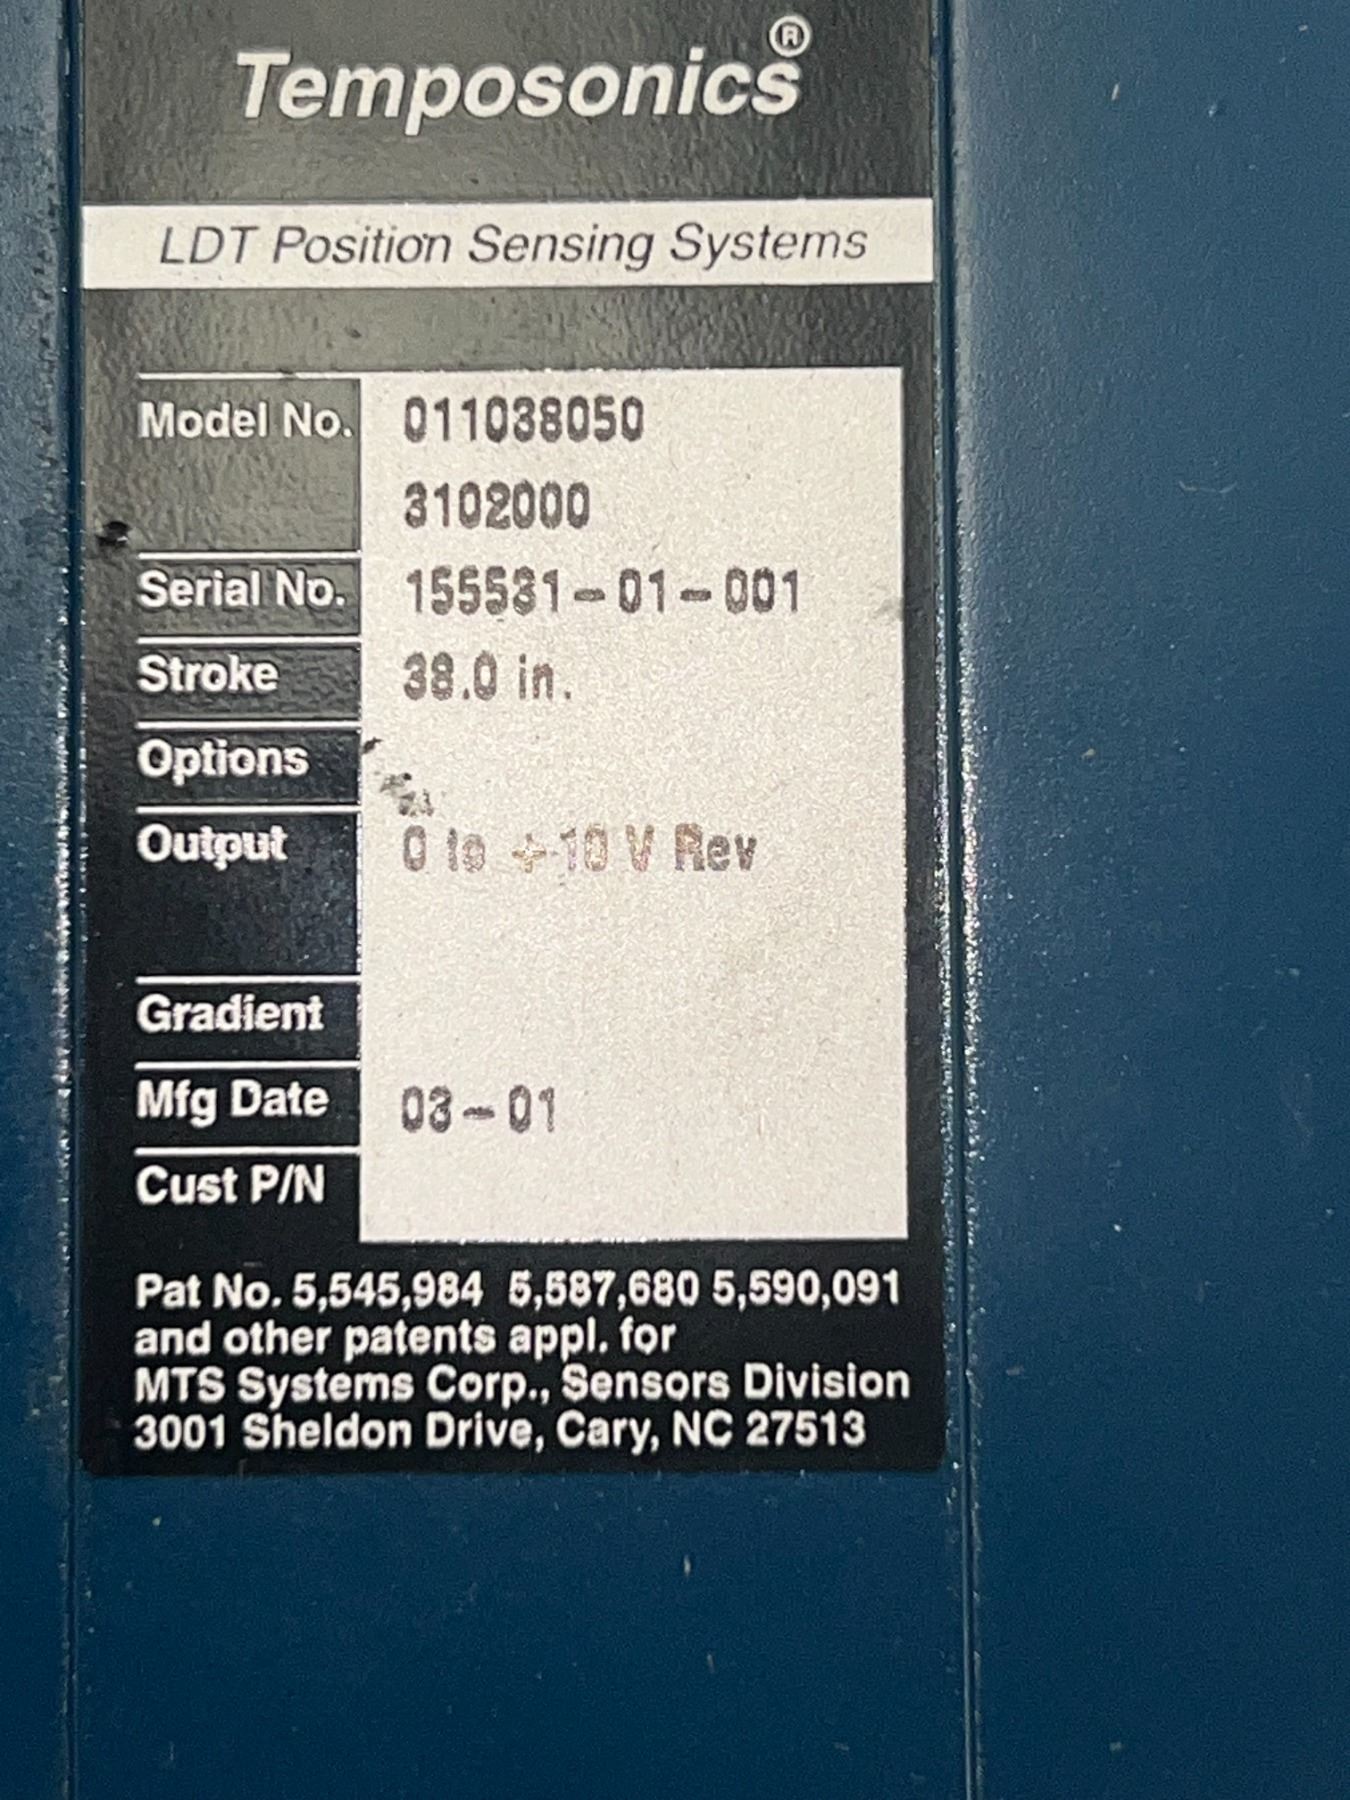 Temposonics®
LDT Position Sensing Systems
Model No. 011038050
3102000
Serial No. 155531-01-001
Stroke 38.0 in.
Options
Output 0 to +10 V Rev
Gradient
Mfg Date 03-01
Cust P/N
Pat No. 5,545,984 5,587,680 5,590,091
and other patents appl. for
MTS Systems Corp., Sensors Division
3001 Sheldon Drive, Cary, NC 27513